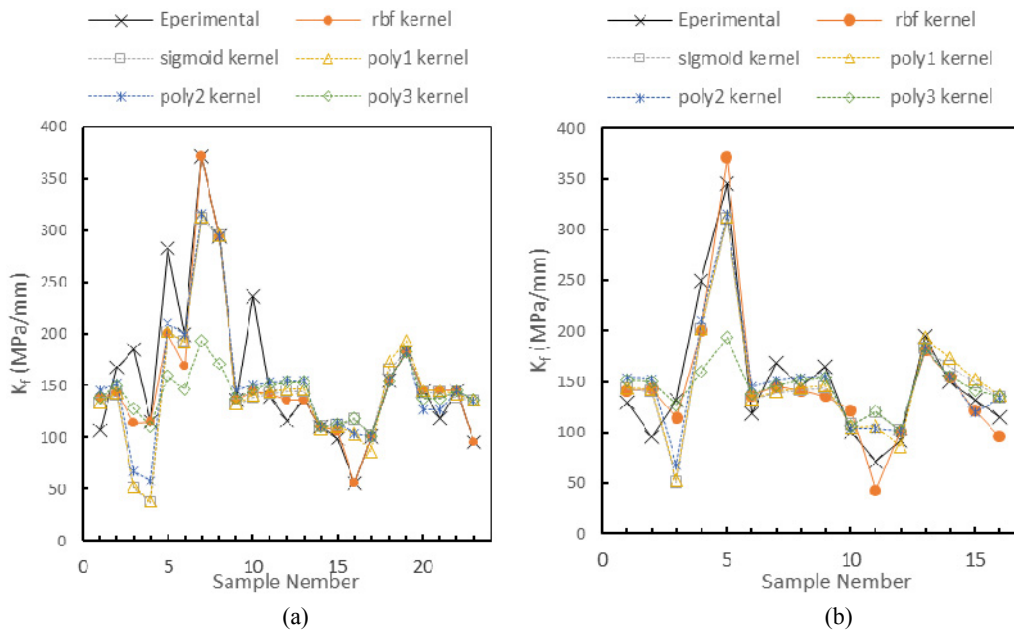 Eperimental rbf kernel
sigmoid kernel poly1 kernel
poly2 kernel poly3 kernel
400
350
300
250
200
150
100
50
0
Kf (MPa/mm)
0 5 10 15 20
Sample Nember
(a)
Eperimental rbf kernel
sigmoid kernel poly1 kernel
poly2 kernel poly3 kernel
400
350
300
250
200
150
100
50
0
Kf (MPa/mm)
0 5 10 15
Sample Nember
(b)